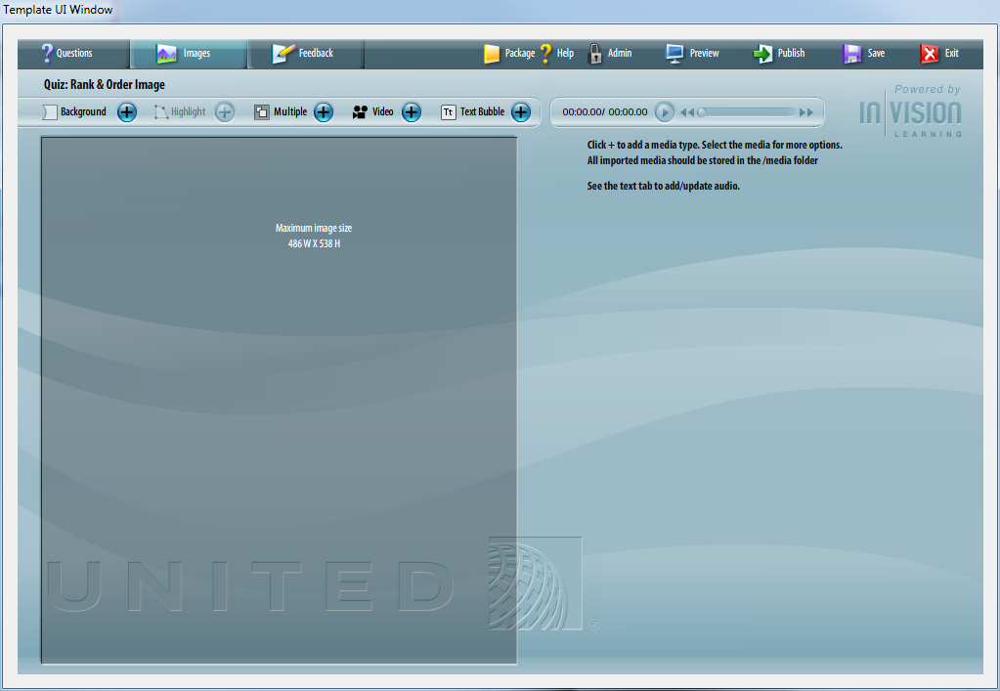 Template UI Window
? Questions Images Feedback Package ? Help Admin Preview Publish Save Exit
Quiz: Rank & Order Image
Background Highlight Multiple Video Tt Text Bubble 00:00.00/ 00:00.00
Powered by
INVISION
LEARNING
Click + to add a media type. Select the media for more options.
All imported media should be stored in the /media folder
See the text tab to add/update audio.
Maximum image size
486 W X 538 H
UNITED ®